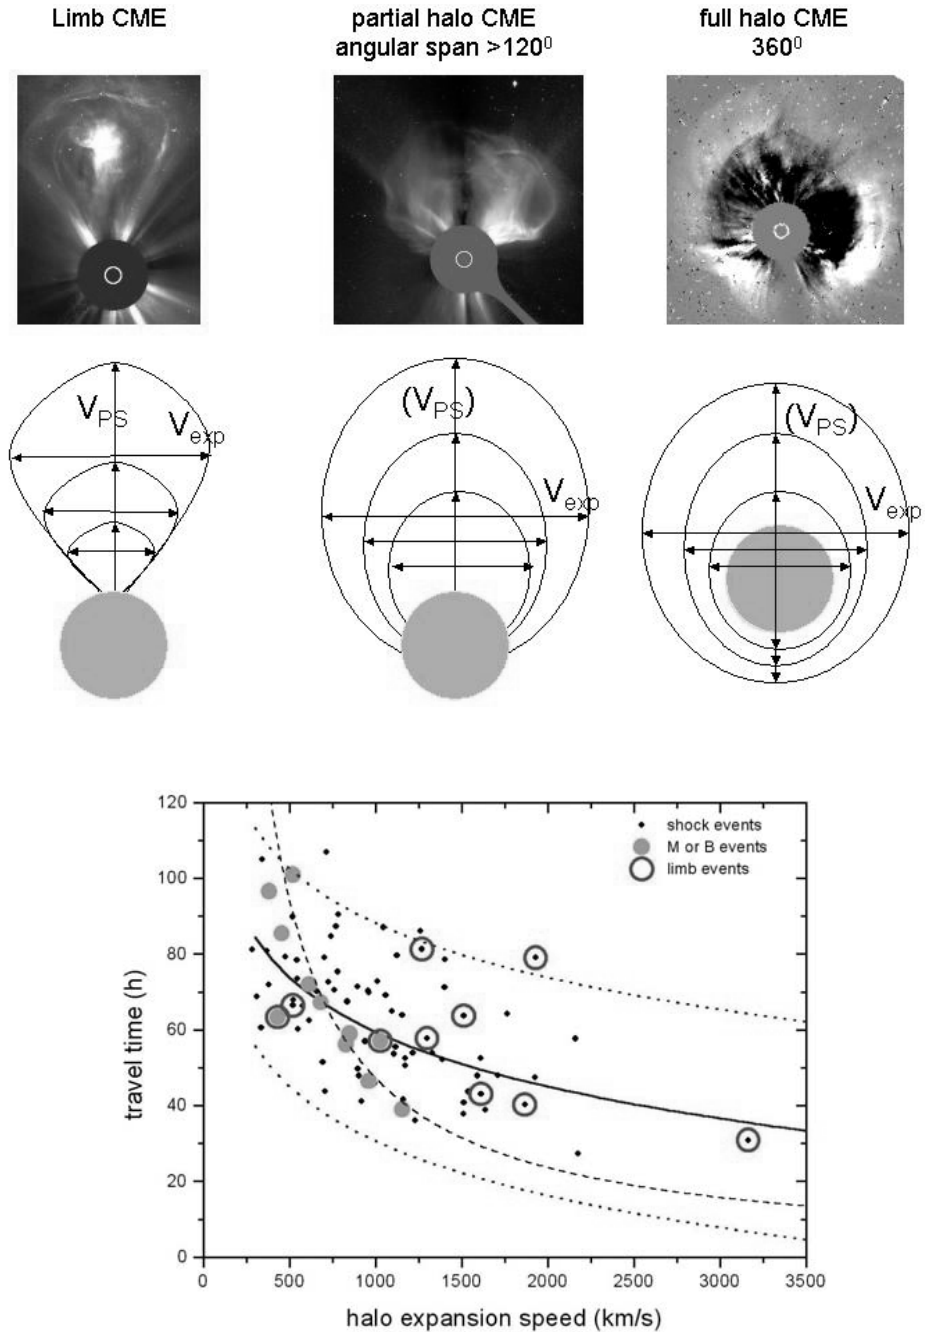 Limb CME
partial halo CME
angular span >120⁰
full halo CME
360⁰
V_PS
V_exp
(V_PS)
V_exp
(V_PS)
V_exp
120
100
80
60
40
20
0
travel time (h)
shock events
M or B events
limb events
0 500 1000 1500 2000 2500 3000 3500
halo expansion speed (km/s)